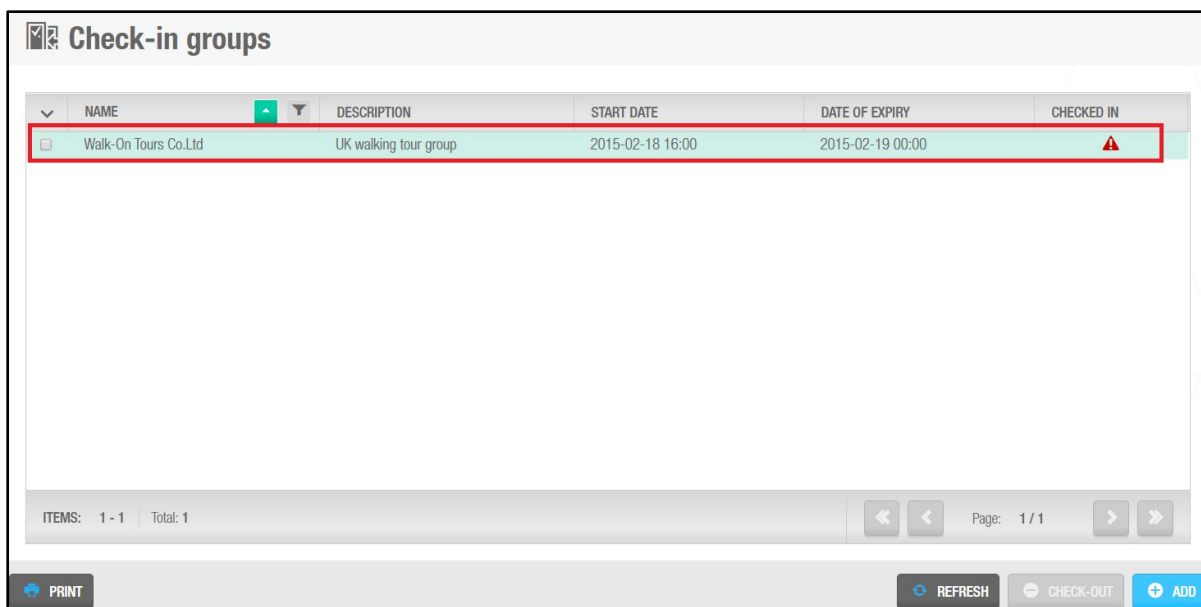 Check-in groups
NAME DESCRIPTION START DATE DATE OF EXPIRY CHECKED IN
Walk-On Tours Co.Ltd UK walking tour group 2015-02-18 16:00 2015-02-19 00:00
ITEMS: 1 - 1 Total: 1 Page: 1 / 1
PRINT REFRESH CHECK-OUT ADD